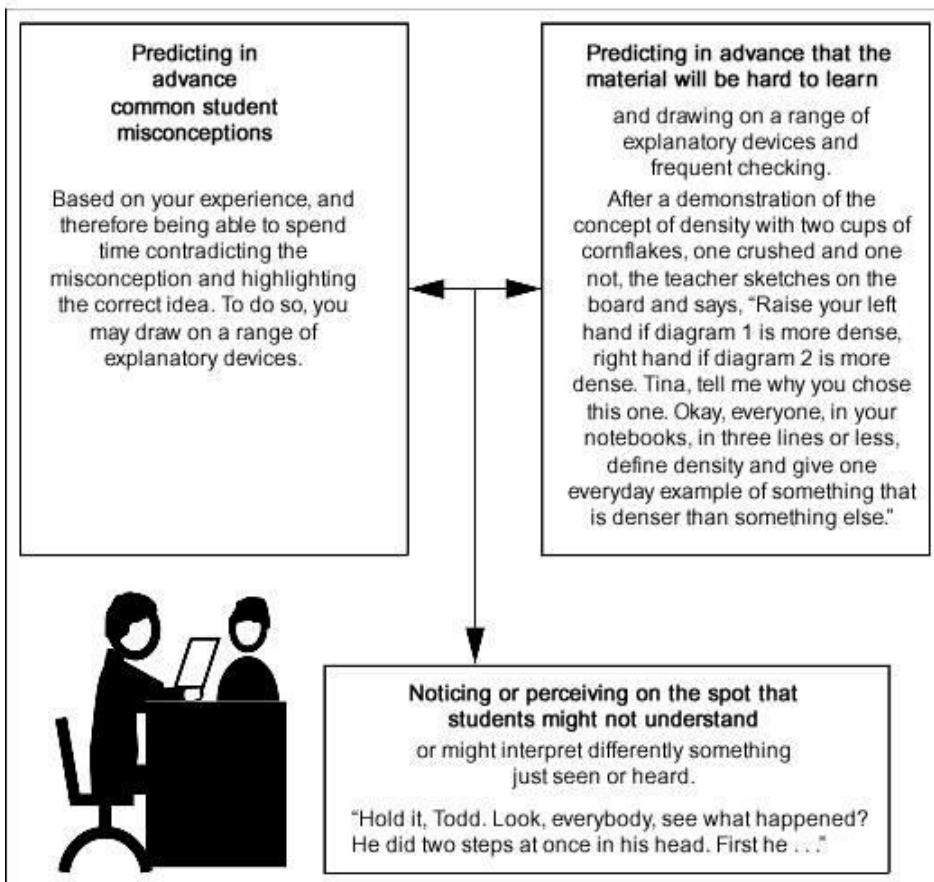 Predicting in
advance
common student
misconceptions
Based on your experience, and
therefore being able to spend
time contradicting the
misconception and highlighting
the correct idea. To do so, you
may draw on a range of
explanatory devices.
Predicting in advance that the
material will be hard to learn
and drawing on a range of
explanatory devices and
frequent checking.
After a demonstration of the
concept of density with two cups of
cornflakes, one crushed and one
not, the teacher sketches on the
board and says, “Raise your left
hand if diagram 1 is more dense,
right hand if diagram 2 is more
dense. Tina, tell me why you chose
this one. Okay, everyone, in your
notebooks, in three lines or less,
define density and give one
everyday example of something that
is denser than something else.”
Noticing or perceiving on the spot that
students might not understand
or might interpret differently something
just seen or heard.
“Hold it, Todd. Look, everybody, see what happened?
He did two steps at once in his head. First he . . .”